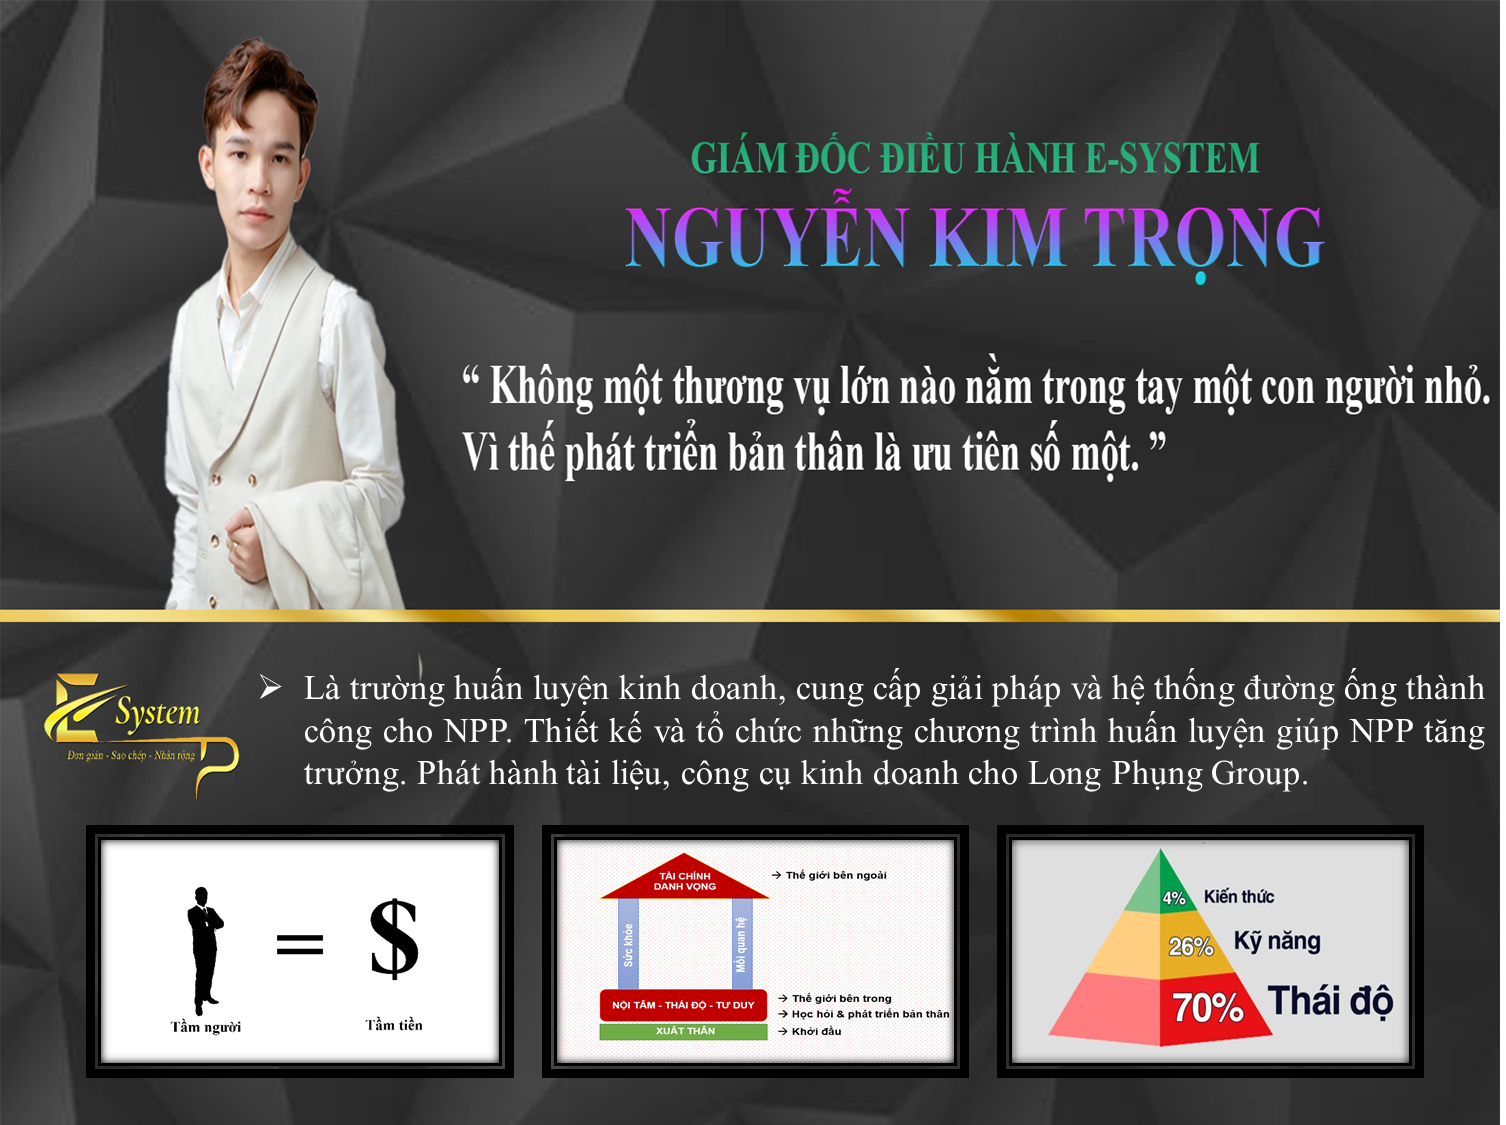 GIÁM ĐỐC ĐIỀU HÀNH E-SYSTEM
NGUYỄN KIM TRỌNG
“ Không một thương vụ lớn nào nằm trong tay một con người nhỏ.
Vì thế phát triển bản thân là ưu tiên số một. ”
E System
Đơn giản - Sao chép - Nhân rộng
Là trường huấn luyện kinh doanh, cung cấp giải pháp và hệ thống đường ống thành
công cho NPP. Thiết kế và tổ chức những chương trình huấn luyện giúp NPP tăng
trưởng. Phát hành tài liệu, công cụ kinh doanh cho Long Phụng Group.
= $
Tầm người
Tầm tiền
TÀI CHÍNH
DANH VỌNG
→ Thế giới bên ngoài
Sức khỏe
Mối quan hệ
NỘI TÂM - THÁI ĐỘ - TƯ DUY
→ Thế giới bên trong
→ Học hỏi & phát triển bản thân
XUẤT THÂN
→ Khởi đầu
4% Kiến thức
26% Kỹ năng
70% Thái độ